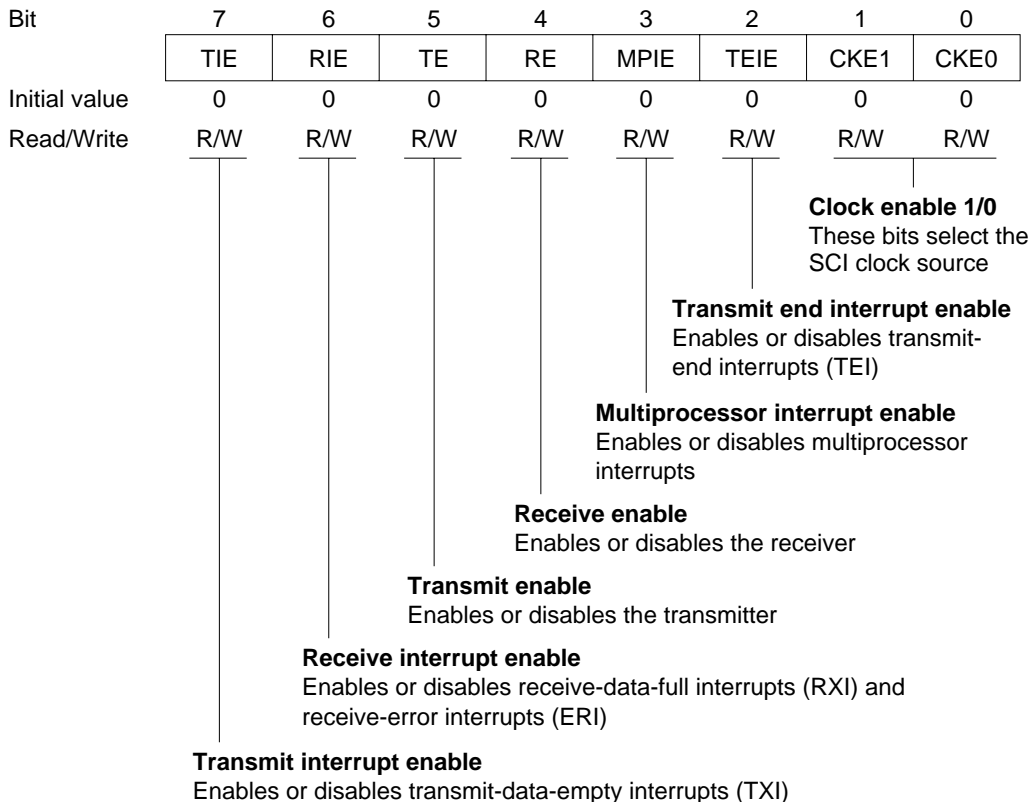 Bit 7 6 5 4 3 2 1 0
TIE RIE TE RE MPIE TEIE CKE1 CKE0
Initial value 0 0 0 0 0 0 0 0
Read/Write R/W R/W R/W R/W R/W R/W R/W R/W
Clock enable 1/0
These bits select the
SCI clock source
Transmit end interrupt enable
Enables or disables transmit-
end interrupts (TEI)
Multiprocessor interrupt enable
Enables or disables multiprocessor
interrupts
Receive enable
Enables or disables the receiver
Transmit enable
Enables or disables the transmitter
Receive interrupt enable
Enables or disables receive-data-full interrupts (RXI) and
receive-error interrupts (ERI)
Transmit interrupt enable
Enables or disables transmit-data-empty interrupts (TXI)